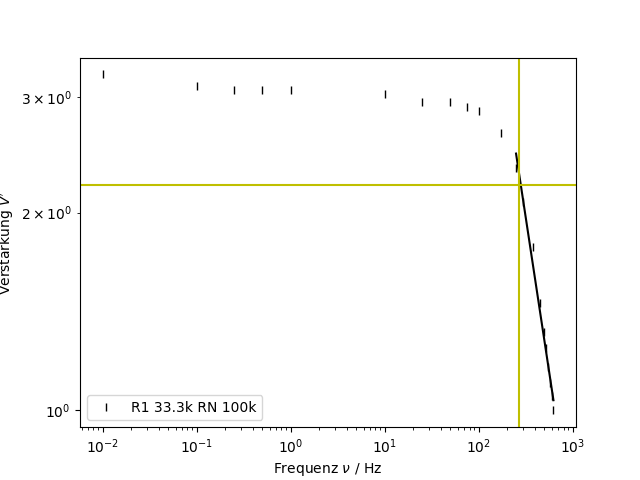 3 × 10⁰
2 × 10⁰
10⁰
Verstärkung V'
R1 33.3k RN 100k
10⁻² 10⁻¹ 10⁰ 10¹ 10² 10³
Frequenz ν / Hz